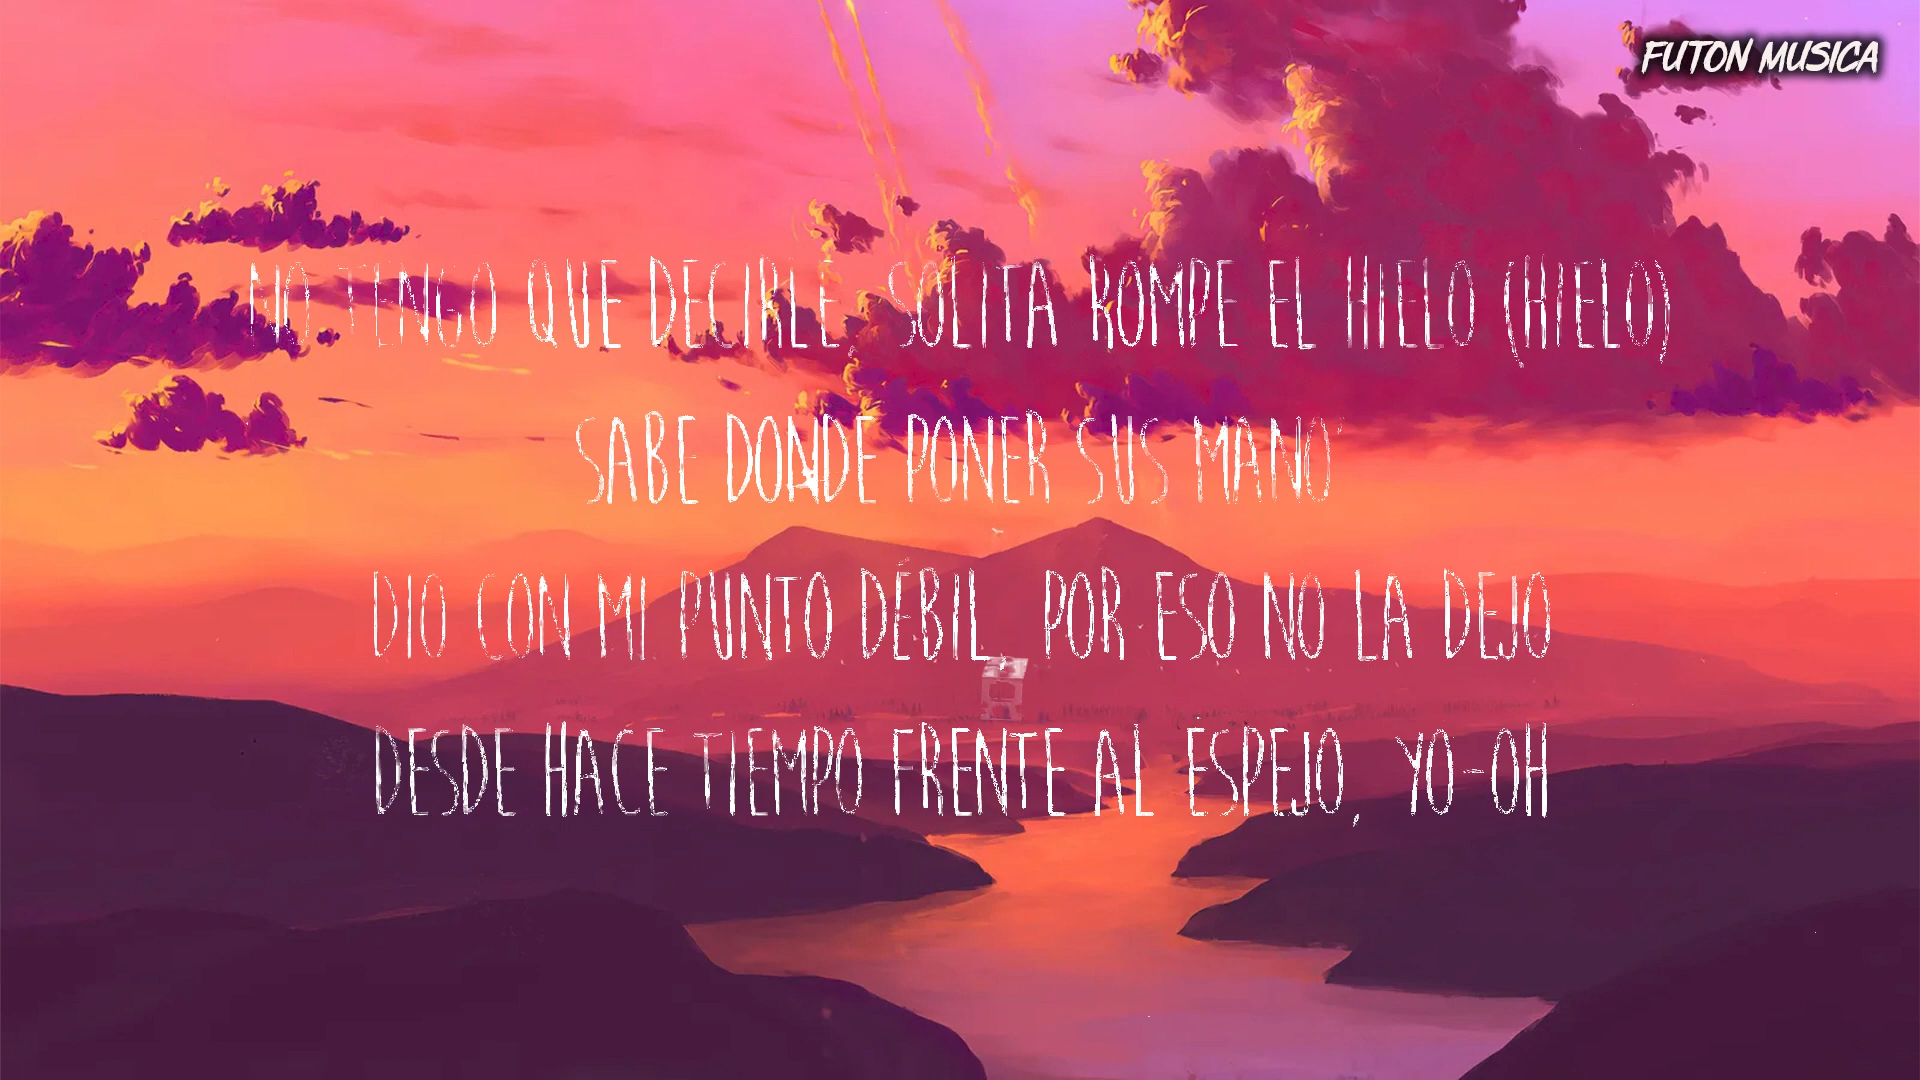 FUTON MUSICA
NO TENGO QUE DECIRLE, SOLITA ROMPE EL HIELO (HIELO)
SABE DONDE PONER SUS MANO'
DIO CON MI PUNTO DÉBIL, POR ESO NO LA DEJO
DESDE HACE TIEMPO FRENTE AL ESPEJO, YO-OH